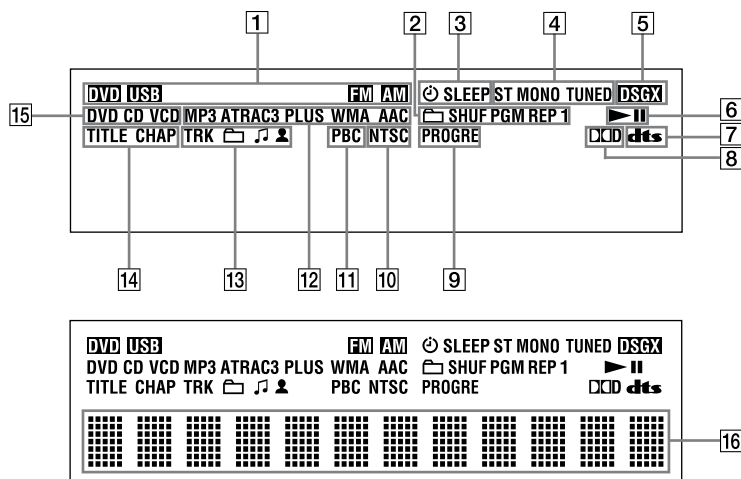 1 2 3 4 5
DVD USB FM AM SLEEP ST MONO TUNED DSGX
15 DVD CD VCD MP3 ATRAC3 PLUS WMA AAC SHUF PGM REP 1 6
TITLE CHAP TRK PBC NTSC PROGRE dts 7
8
14 13 12 11 10 9
DVD USB FM AM SLEEP ST MONO TUNED DSGX
DVD CD VCD MP3 ATRAC3 PLUS WMA AAC SHUF PGM REP 1
TITLE CHAP TRK PBC NTSC PROGRE dts
16